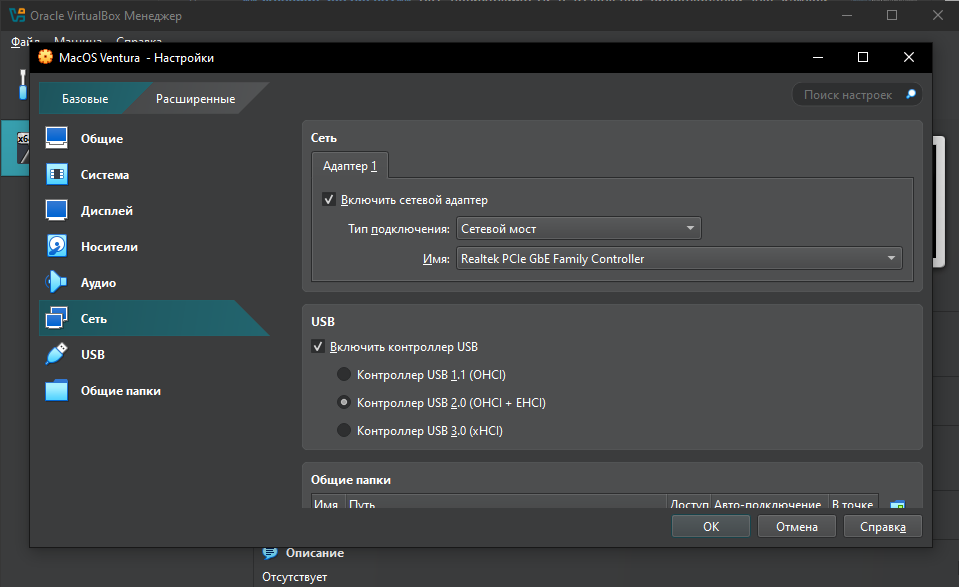 Oracle VirtualBox Менеджер
Файл Машина Справка
MacOS Ventura - Настройки
Базовые
Расширенные
Поиск настроек
Общие
Система
Дисплей
Носители
Аудио
Сеть
USB
Общие папки
Сеть
Адаптер 1
Включить сетевой адаптер
Тип подключения: Сетевой мост
Имя: Realtek PCIe GbE Family Controller
USB
Включить контроллер USB
Контроллер USB 1.1 (OHCI)
Контроллер USB 2.0 (OHCI + EHCI)
Контроллер USB 3.0 (xHCI)
Общие папки
Имя Путь Доступ Авто-подключение В точке
OK Отмена Справка
Описание
Отсутствует